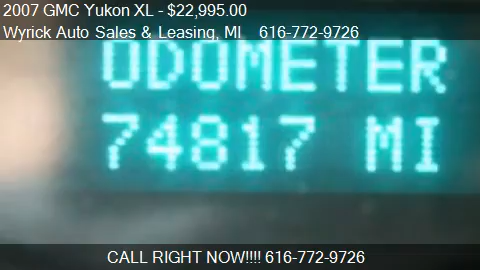 2007 GMC Yukon XL - $22,995.00
Wyrick Auto Sales & Leasing, MI    616-772-9726
ODOMETER
74817 MI
CALL RIGHT NOW!!!! 616-772-9726